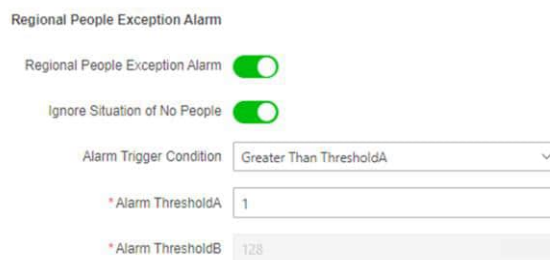 Regional People Exception Alarm
Regional People Exception Alarm
Ignore Situation of No People
Alarm Trigger Condition Greater Than ThresholdA
* Alarm ThresholdA 1
* Alarm ThresholdB 128